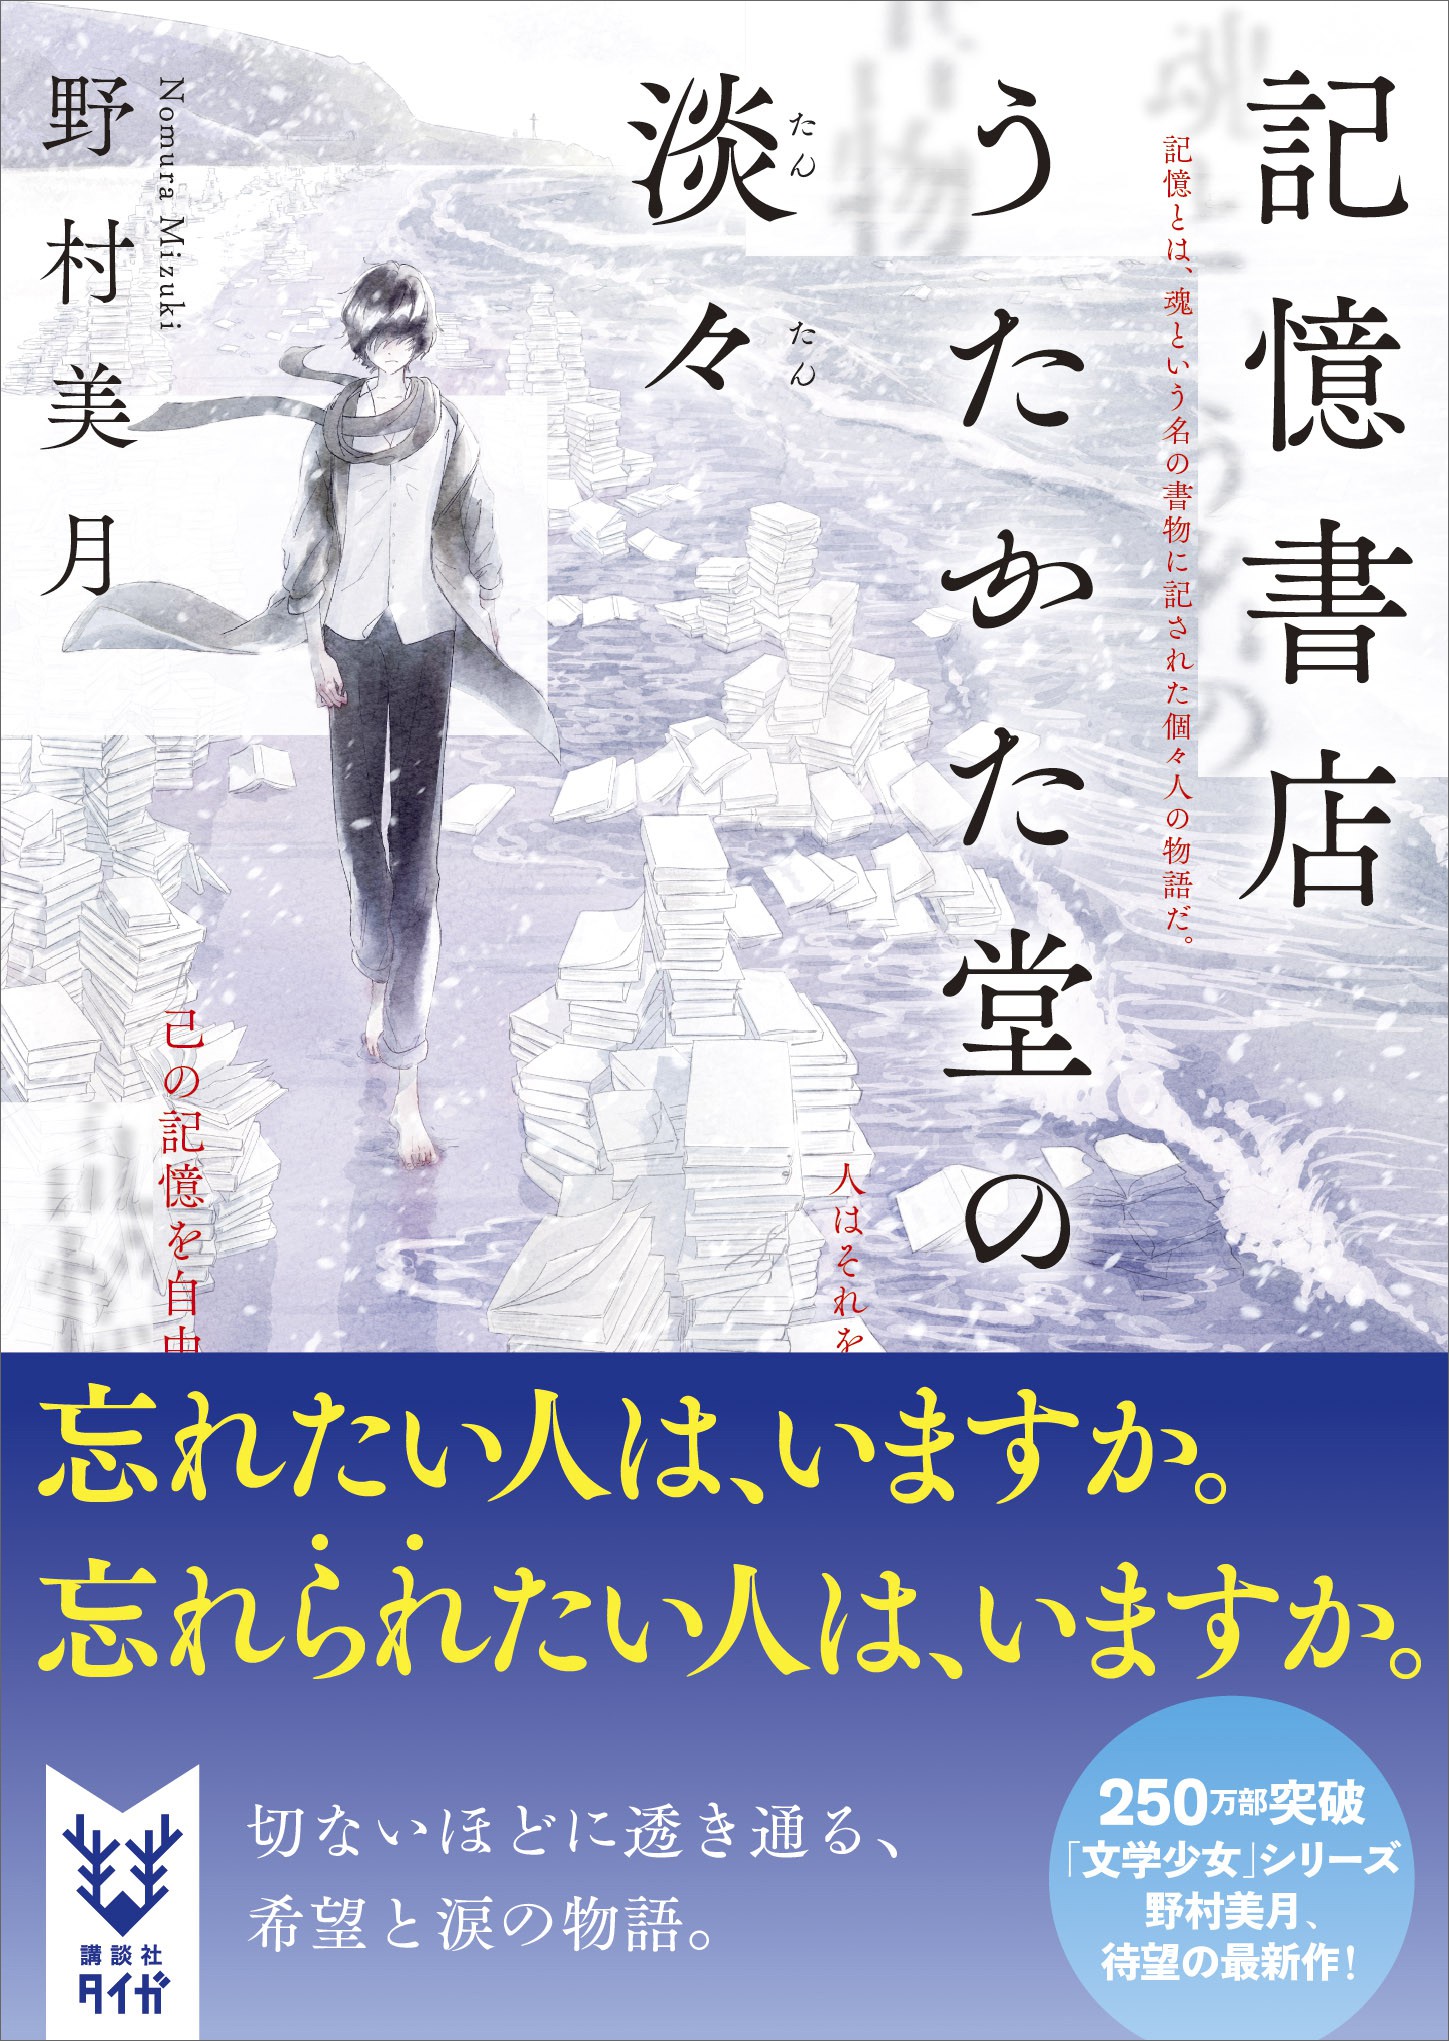 記憶書店
うたかた堂の
淡々
たんたん
記憶とは、魂という名の書物に記された個々人の物語だ。
人はそれを
己の記憶を自由
野村美月
Nomura Mizuki
忘れたい人は、いますか。
忘れられたい人は、いますか。
切ないほどに透き通る、
希望と涙の物語。
250万部突破
「文学少女」シリーズ
野村美月、
待望の最新作!
講談社
タイガ